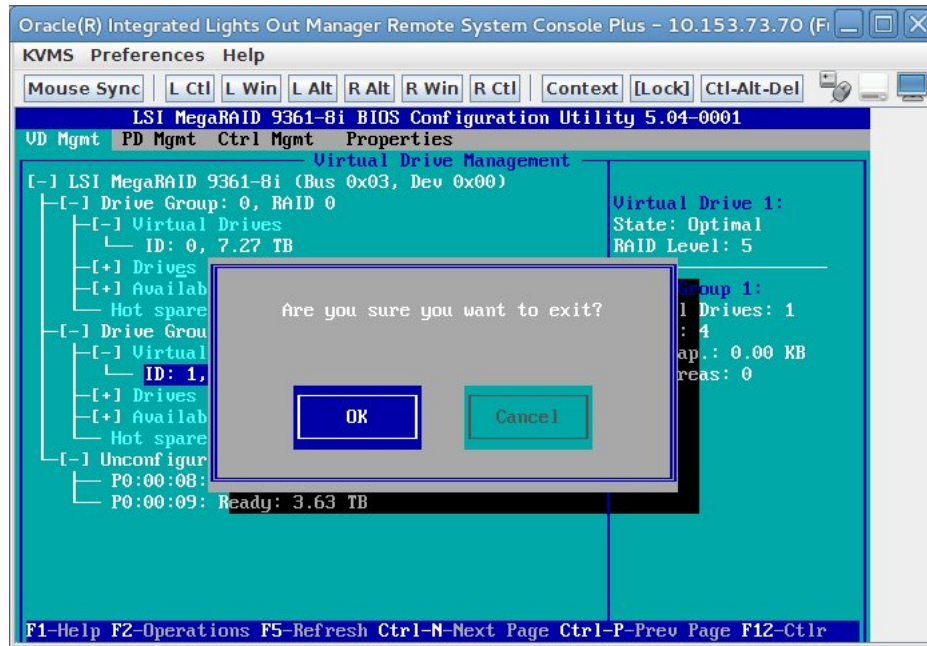 Oracle(R) Integrated Lights Out Manager Remote System Console Plus - 10.153.73.70
KVMS Preferences Help
Mouse Sync L Ctl L Win L Alt R Alt R Win R Ctl Context [Lock] Ctl-Alt-Del
LSI MegaRAID 9361-8i BIOS Configuration Utility 5.04-0001
VD Mgmt PD Mgmt Ctrl Mgmt Properties
Virtual Drive Management
[-] LSI MegaRAID 9361-8i (Bus 0x03, Dev 0x00)
[-] Drive Group: 0, RAID 0
[-] Virtual Drives
ID: 0, 7.27 TB
[+] Drives
[+] Availab
Hot spare
[-] Drive Grou
[-] Virtual
ID: 1,
[+] Drives
[+] Availab
Hot spare
[-] Unconfigur
P0:00:08:
P0:00:09: Ready: 3.63 TB
Virtual Drive 1:
State: Optimal
RAID Level: 5
oup 1:
l Drives: 1
: 4
ap.: 0.00 KB
reas: 0
Are you sure you want to exit?
OK Cancel
F1-Help F2-Operations F5-Refresh Ctrl-N-Next Page Ctrl-P-Prev Page F12-Ctlr